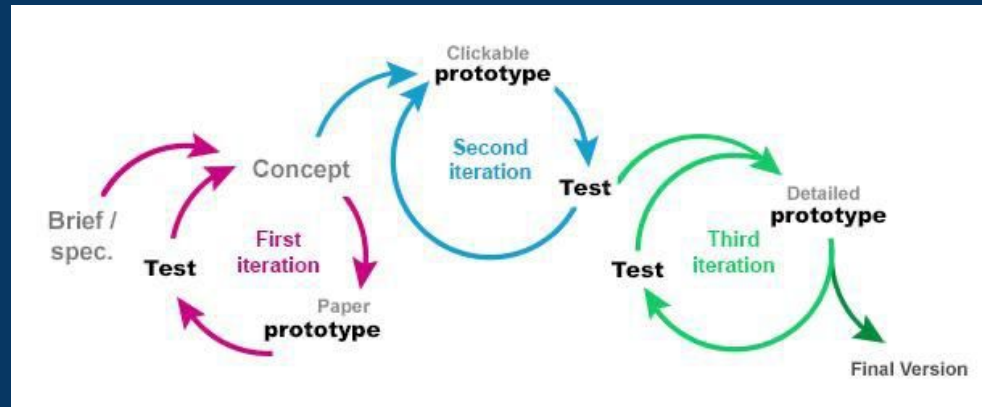 Brief /
spec.
Concept
First
iteration
Test
Paper
prototype
Clickable
prototype
Second
iteration
Test
Detailed
prototype
Third
iteration
Test
Final Version